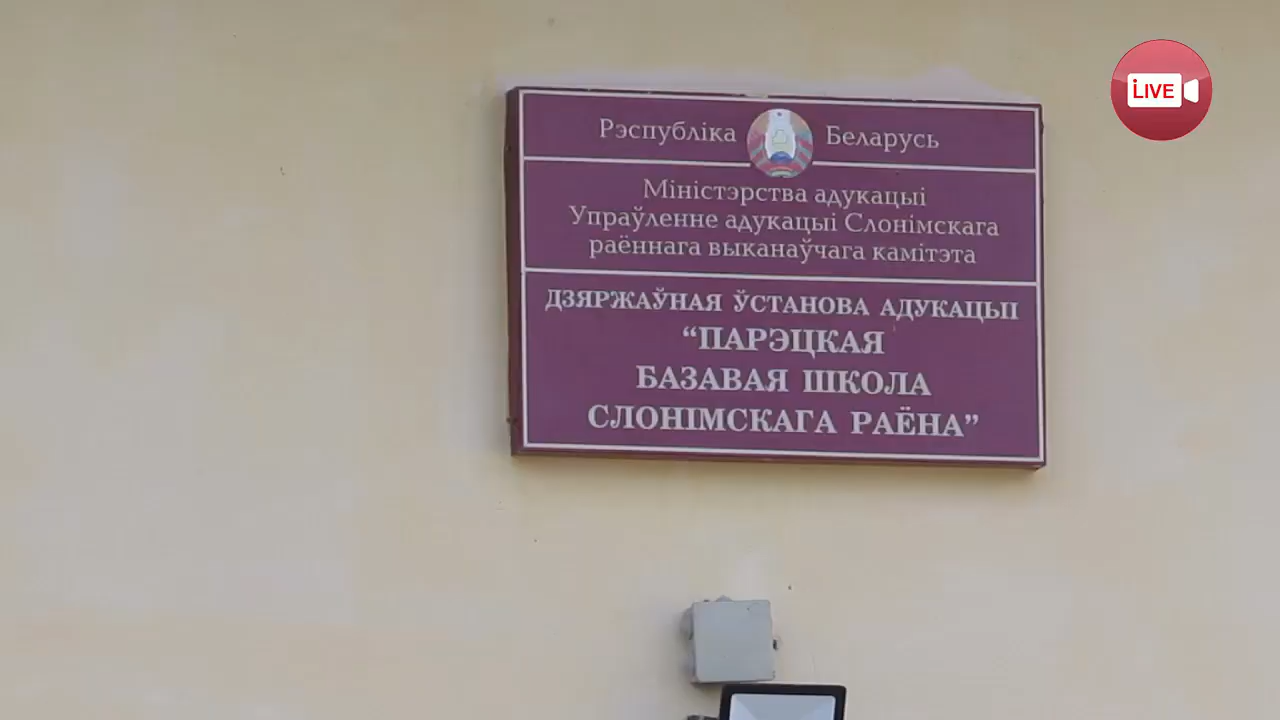 LIVE
Рэспубліка Беларусь
Міністэрства адукацыі
Упраўленне адукацыі Слонімскага
раённага выканаўчага камітэта
ДЗЯРЖАЎНАЯ ЎСТАНОВА АДУКАЦЫІ
“ПАРЭЦКАЯ
БАЗАВАЯ ШКОЛА
СЛОНІМСКАГА РАЁНА”